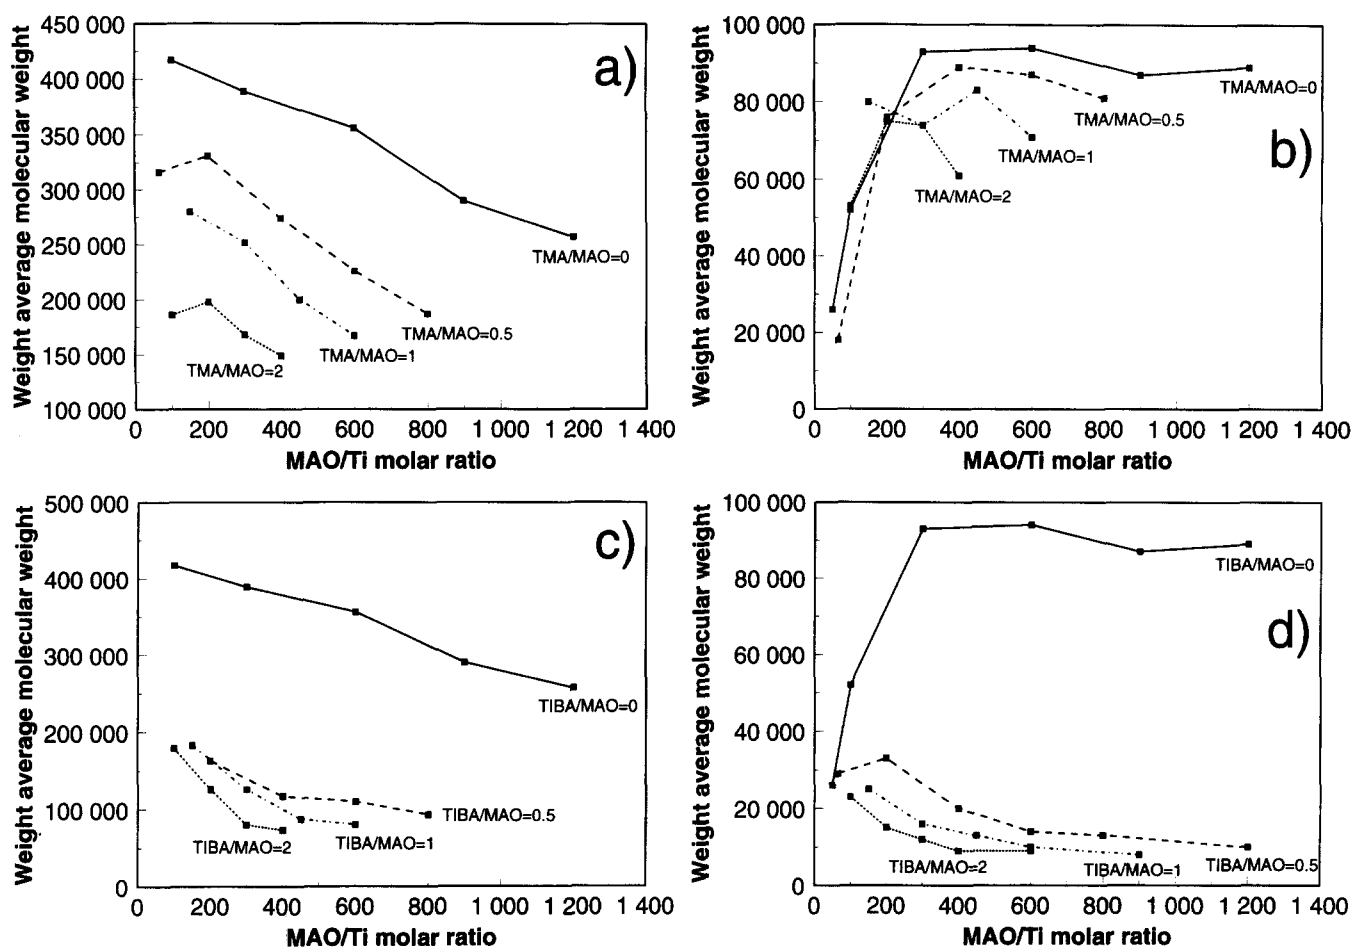 a)
Weight average molecular weight
450 000
400 000
350 000
300 000
250 000
200 000
150 000
100 000
TMA/MAO=0
TMA/MAO=0.5
TMA/MAO=1
TMA/MAO=2
0 200 400 600 800 1 000 1 200 1 400
MAO/Ti molar ratio
b)
Weight average molecular weight
100 000
80 000
60 000
40 000
20 000
0
TMA/MAO=0
TMA/MAO=0.5
TMA/MAO=1
TMA/MAO=2
0 200 400 600 800 1 000 1 200 1 400
MAO/Ti molar ratio
c)
Weight average molecular weight
500 000
400 000
300 000
200 000
100 000
0
TIBA/MAO=0
TIBA/MAO=0.5
TIBA/MAO=1
TIBA/MAO=2
0 200 400 600 800 1 000 1 200 1 400
MAO/Ti molar ratio
d)
Weight average molecular weight
100 000
80 000
60 000
40 000
20 000
0
TIBA/MAO=0
TIBA/MAO=2
TIBA/MAO=1
TIBA/MAO=0.5
0 200 400 600 800 1 000 1 200 1 400
MAO/Ti molar ratio